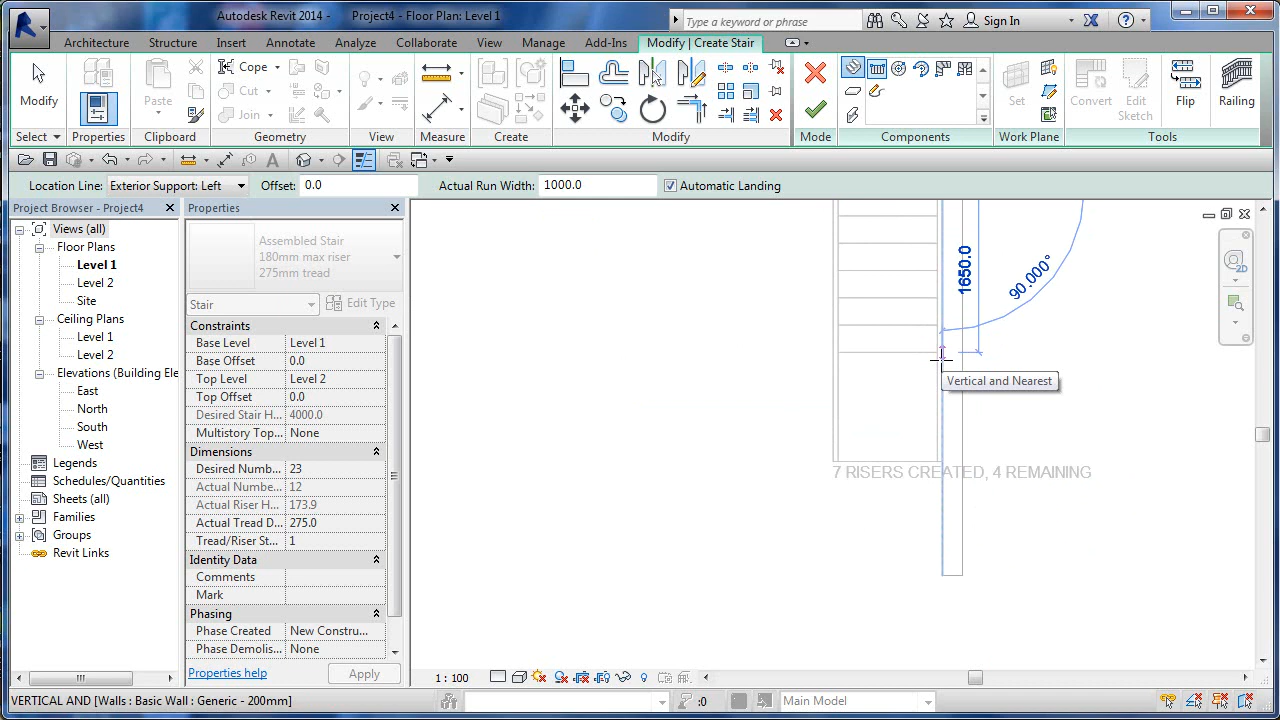 Autodesk Revit 2014 - Project4 - Floor Plan: Level 1
Type a keyword or phrase
Sign In
Architecture Structure Insert Annotate Analyze Collaborate View Manage Add-Ins Modify | Create Stair
Modify
Paste
Cope
Cut
Join
Set
Convert
Edit
Sketch
Flip
Railing
Select Properties Clipboard Geometry View Measure Create Modify Mode Components Work Plane Tools
Location Line: Exterior Support: Left Offset: 0.0 Actual Run Width: 1000.0 Automatic Landing
Project Browser - Project4
Views (all)
Floor Plans
Level 1
Level 2
Site
Ceiling Plans
Level 1
Level 2
Elevations (Building Ele
East
North
South
West
Legends
Schedules/Quantities
Sheets (all)
Families
Groups
Revit Links
Properties
Assembled Stair
180mm max riser
275mm tread
Stair
Edit Type
Constraints
Base Level Level 1
Base Offset 0.0
Top Level Level 2
Top Offset 0.0
Desired Stair H... 4000.0
Multistory Top... None
Dimensions
Desired Numb... 23
Actual Numbe... 12
Actual Riser H... 173.9
Actual Tread D... 275.0
Tread/Riser St... 1
Identity Data
Comments
Mark
Phasing
Phase Created New Constru...
Phase Demolis... None
Properties help
Apply
1650.0
90.000°
Vertical and Nearest
7 RISERS CREATED, 4 REMAINING
2D
1 : 100
VERTICAL AND [Walls : Basic Wall : Generic - 200mm]
:0
Main Model